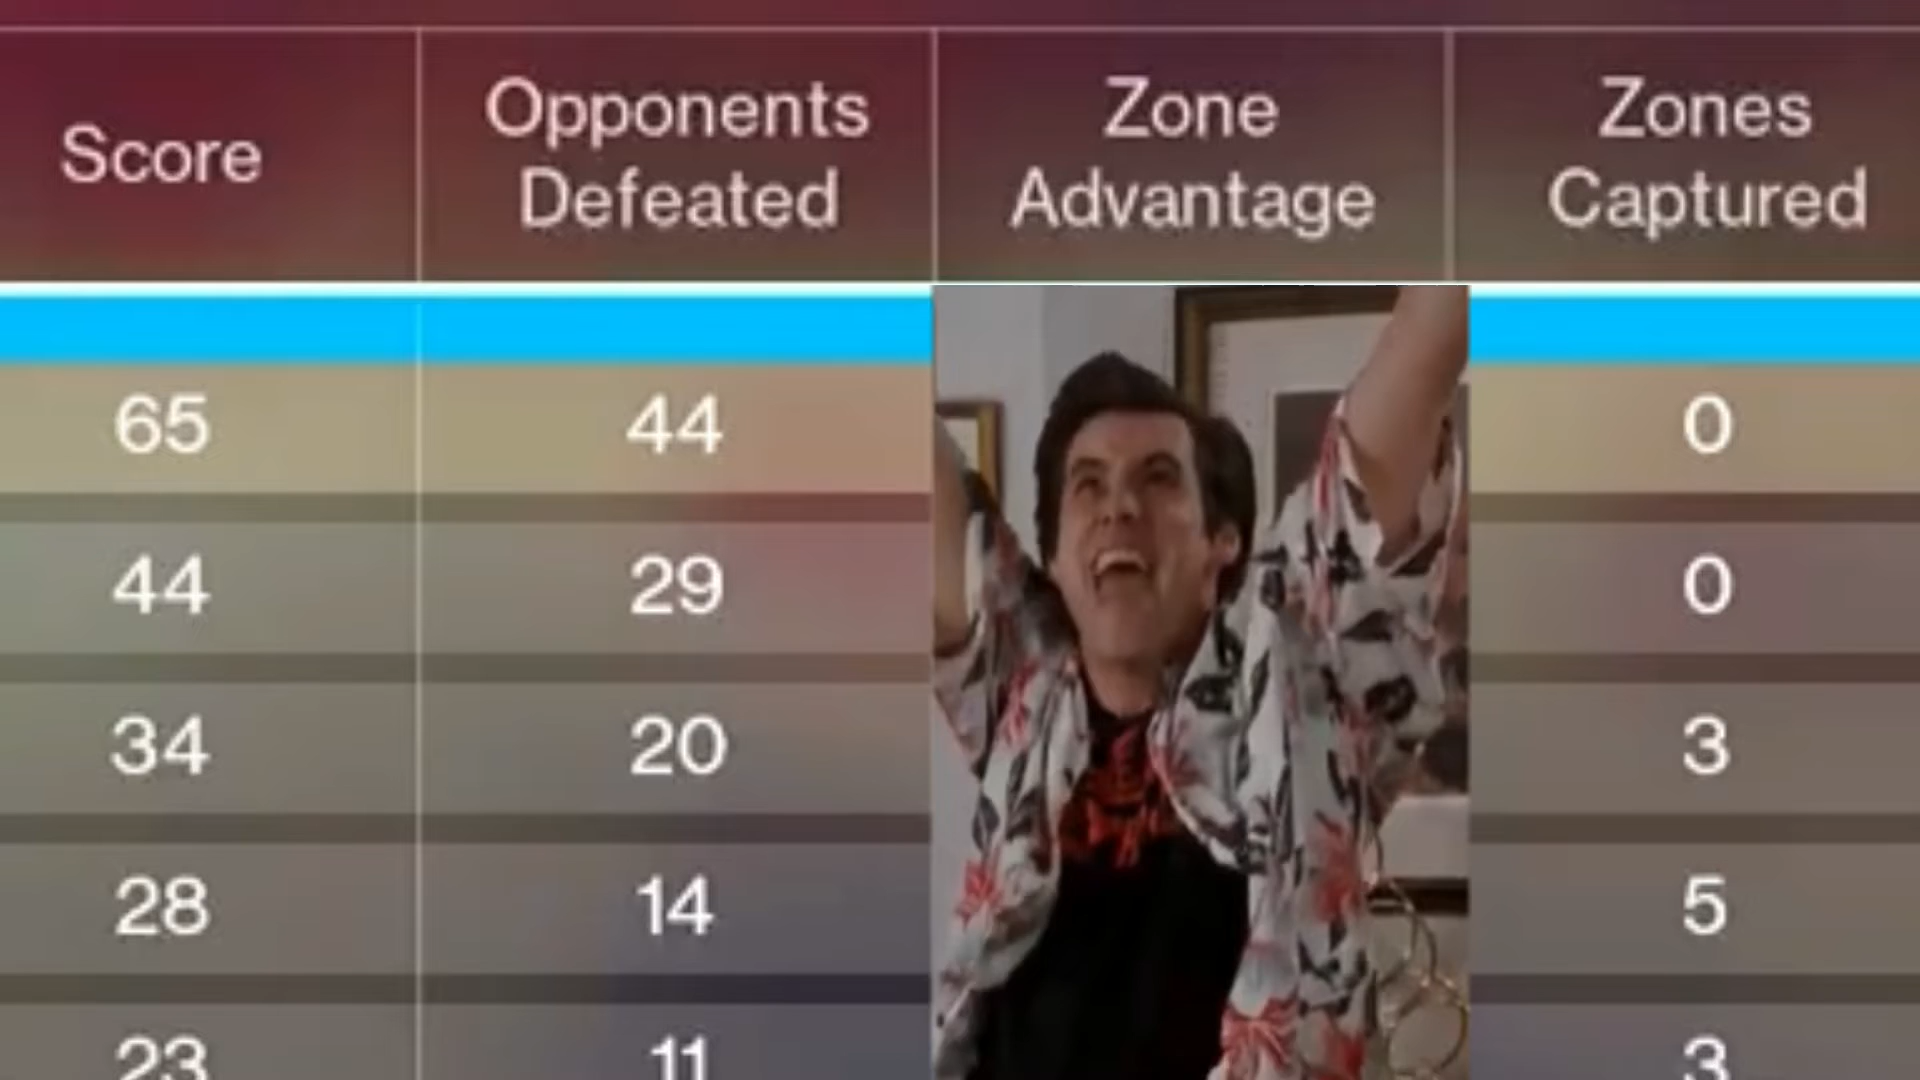 Score
Opponents
Defeated
Zone
Advantage
Zones
Captured
65 44 0
44 29 0
34 20 3
28 14 5
23 11 3